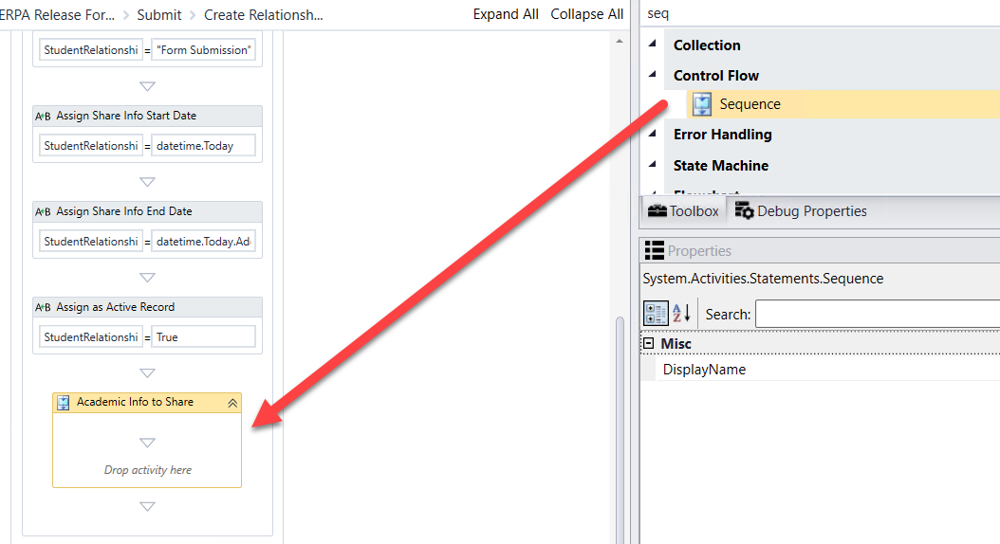 ERPA Release For...
Submit
Create Relationsh...
Expand All
Collapse All
StudentRelationshi = "Form Submission"
A+B Assign Share Info Start Date
StudentRelationshi = datetime.Today
A+B Assign Share Info End Date
StudentRelationshi = datetime.Today.Ad
A+B Assign as Active Record
StudentRelationshi = True
Academic Info to Share
Drop activity here
seq
Collection
Control Flow
Sequence
Error Handling
State Machine
Flowchart
Toolbox
Debug Properties
Properties
System.Activities.Statements.Sequence
A
Z
Search:
Misc
DisplayName